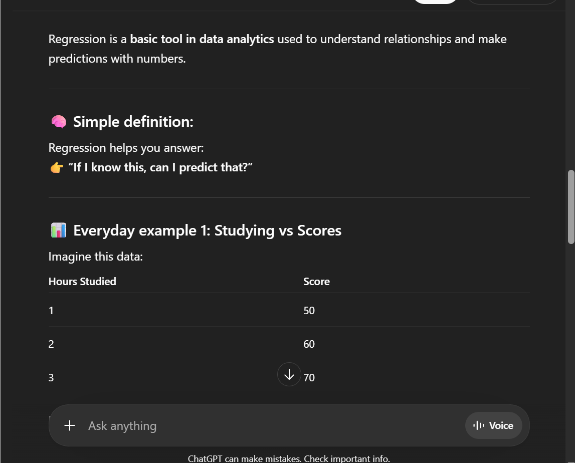 Regression is a basic tool in data analytics used to understand relationships and make
predictions with numbers.
🧠 Simple definition:
Regression helps you answer:
👉 “If I know this, can I predict that?”
📊 Everyday example 1: Studying vs Scores
Imagine this data:
Hours Studied Score
1 50
2 60
3 70
Ask anything
Voice
ChatGPT can make mistakes. Check important info.